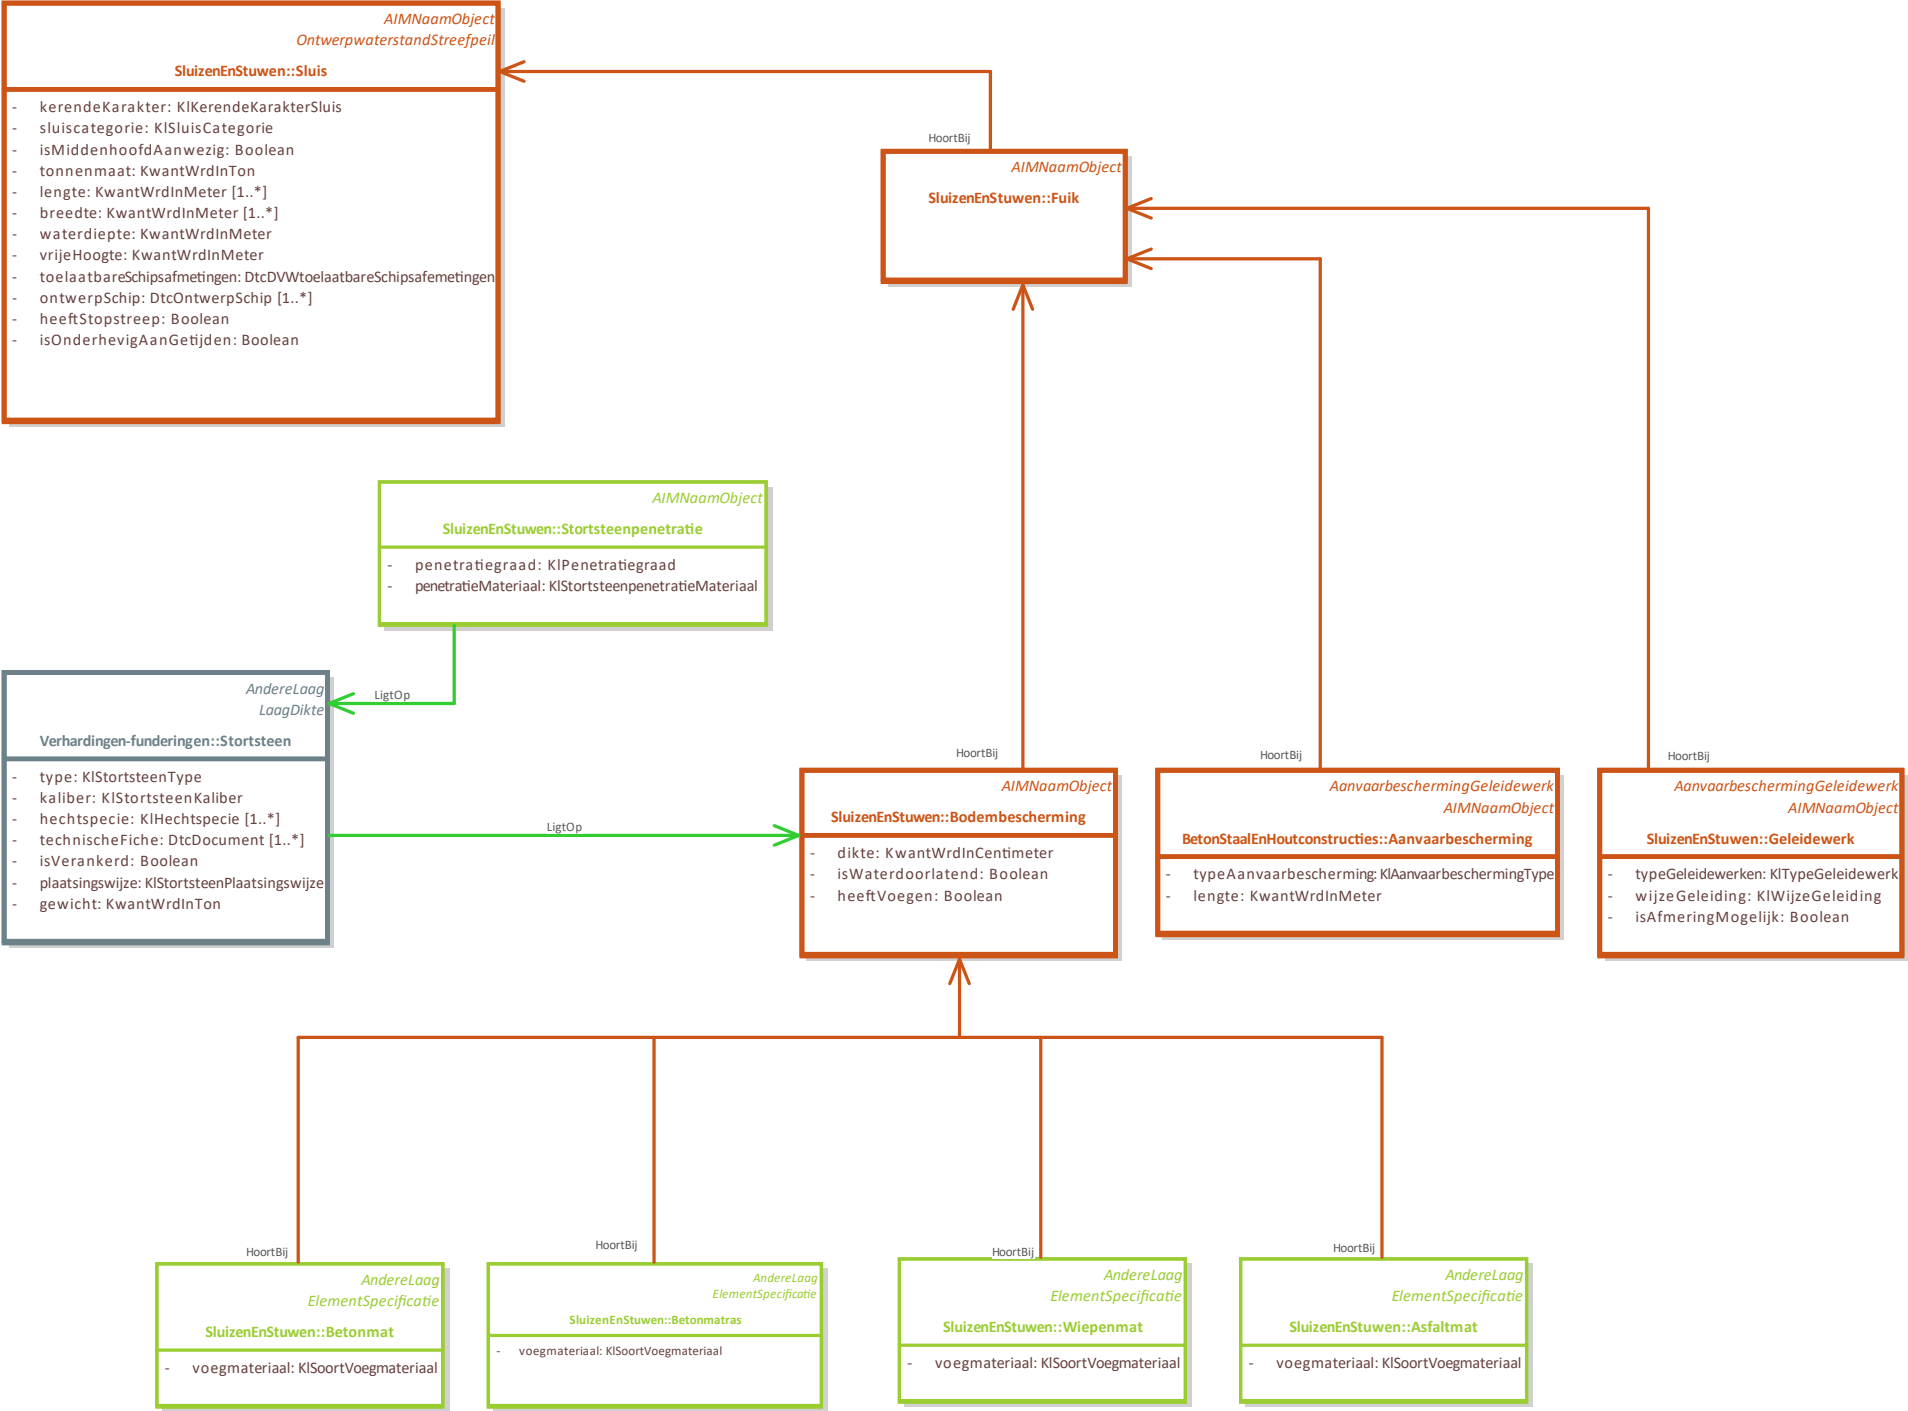 AIMNaamObject
OntwerpwaterstandStreefpeil
SluizenEnStuwen::Sluis
- kerendeKarakter: KlKerendeKarakterSluis
- sluiscategorie: KlSluisCategorie
- isMiddenhoofdAanwezig: Boolean
- tonnenmaat: KwantWrdInTon
- lengte: KwantWrdInMeter [1..*]
- breedte: KwantWrdInMeter [1..*]
- waterdiepte: KwantWrdInMeter
- vrijeHoogte: KwantWrdInMeter
- toelaatbareSchipsafmetingen: DtcDVWtoelaatbareSchipsafemetingen
- ontwerpSchip: DtcOntwerpSchip [1..*]
- heeftStopstreep: Boolean
- isOnderhevigAanGetijden: Boolean
HoortBij
AIMNaamObject
SluizenEnStuwen::Fuik
AIMNaamObject
SluizenEnStuwen::Stortsteenpenetratie
- penetratiegraad: KlPenetratiegraad
- penetratieMateriaal: KlStortsteenpenetratieMateriaal
LigtOp
AndereLaag
LaagDikte
Verhardingen-funderingen::Stortsteen
- type: KlStortsteenType
- kaliber: KlStortsteenKaliber
- hechtspecie: KlHechtspecie [1..*]
- technischeFiche: DtcDocument [1..*]
- isVerankerd: Boolean
- plaatsingswijze: KlStortsteenPlaatsingswijze
- gewicht: KwantWrdInTon
LigtOp
HoortBij
AIMNaamObject
SluizenEnStuwen::Bodembescherming
- dikte: KwantWrdInCentimeter
- isWaterdoorlatend: Boolean
- heeftVoegen: Boolean
HoortBij
AanvaarbeschermingGeleidewerk
AIMNaamObject
BetonStaalEnHoutconstructies::Aanvaarbescherming
- typeAanvaarbescherming: KlAanvaarbeschermingType
- lengte: KwantWrdInMeter
HoortBij
AanvaarbeschermingGeleidewerk
AIMNaamObject
SluizenEnStuwen::Geleidewerk
- typeGeleidewerken: KlTypeGeleidewerk
- wijzeGeleiding: KlWijzeGeleiding
- isAfmeringMogelijk: Boolean
HoortBij
AndereLaag
ElementSpecificatie
SluizenEnStuwen::Betonmat
- voegmateriaal: KlSoortVoegmateriaal
HoortBij
AndereLaag
ElementSpecificatie
SluizenEnStuwen::Betonmatras
- voegmateriaal: KlSoortVoegmateriaal
HoortBij
AndereLaag
ElementSpecificatie
SluizenEnStuwen::Wiepenmat
- voegmateriaal: KlSoortVoegmateriaal
HoortBij
AndereLaag
ElementSpecificatie
SluizenEnStuwen::Asfaltmat
- voegmateriaal: KlSoortVoegmateriaal